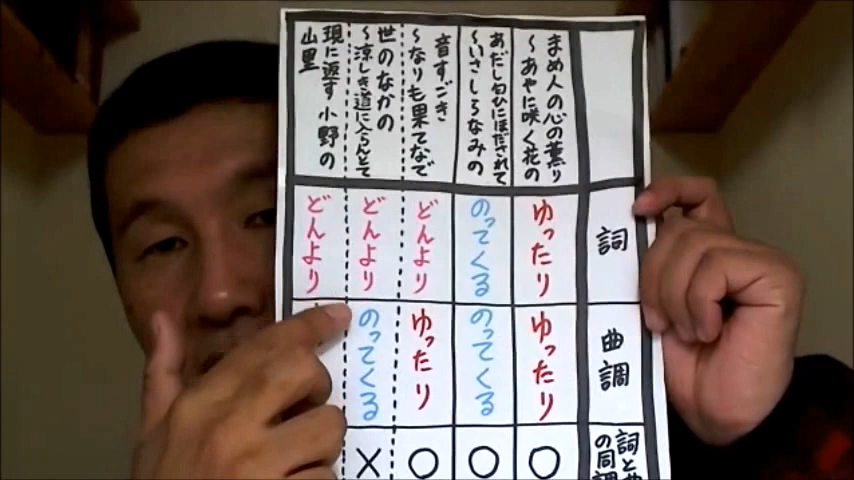 まめ人の心の薫り
〜あやに咲く花の
あだし匂ひにほだされて
〜いさしらなみの
音すごき
〜なりも果てなで
世のなかの
〜涼しき道に入らんとて
現に返す小野の
山里
詞
ゆったり
のってくる
どんより
どんより
どんより
曲調
ゆったり
のってくる
ゆったり
のってくる
詞と曲
の同調
○
○
○
×